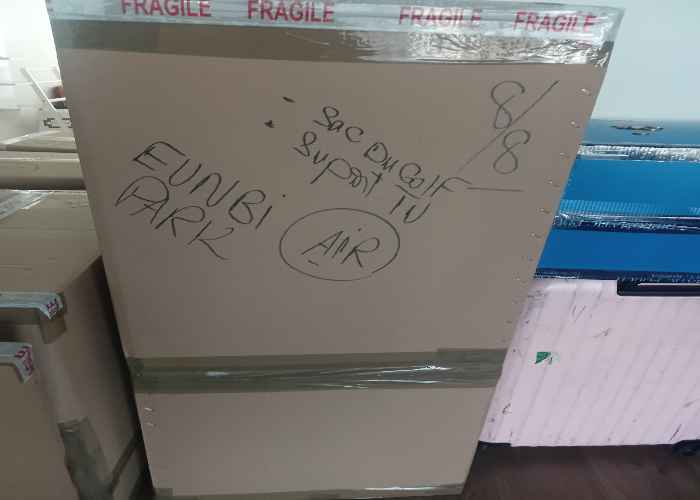 FRAGILE FRAGILE FRAGILE FRAGILE
8/8
- Sac Du Golf
- Support TV
EUNBi
PARK
AiR